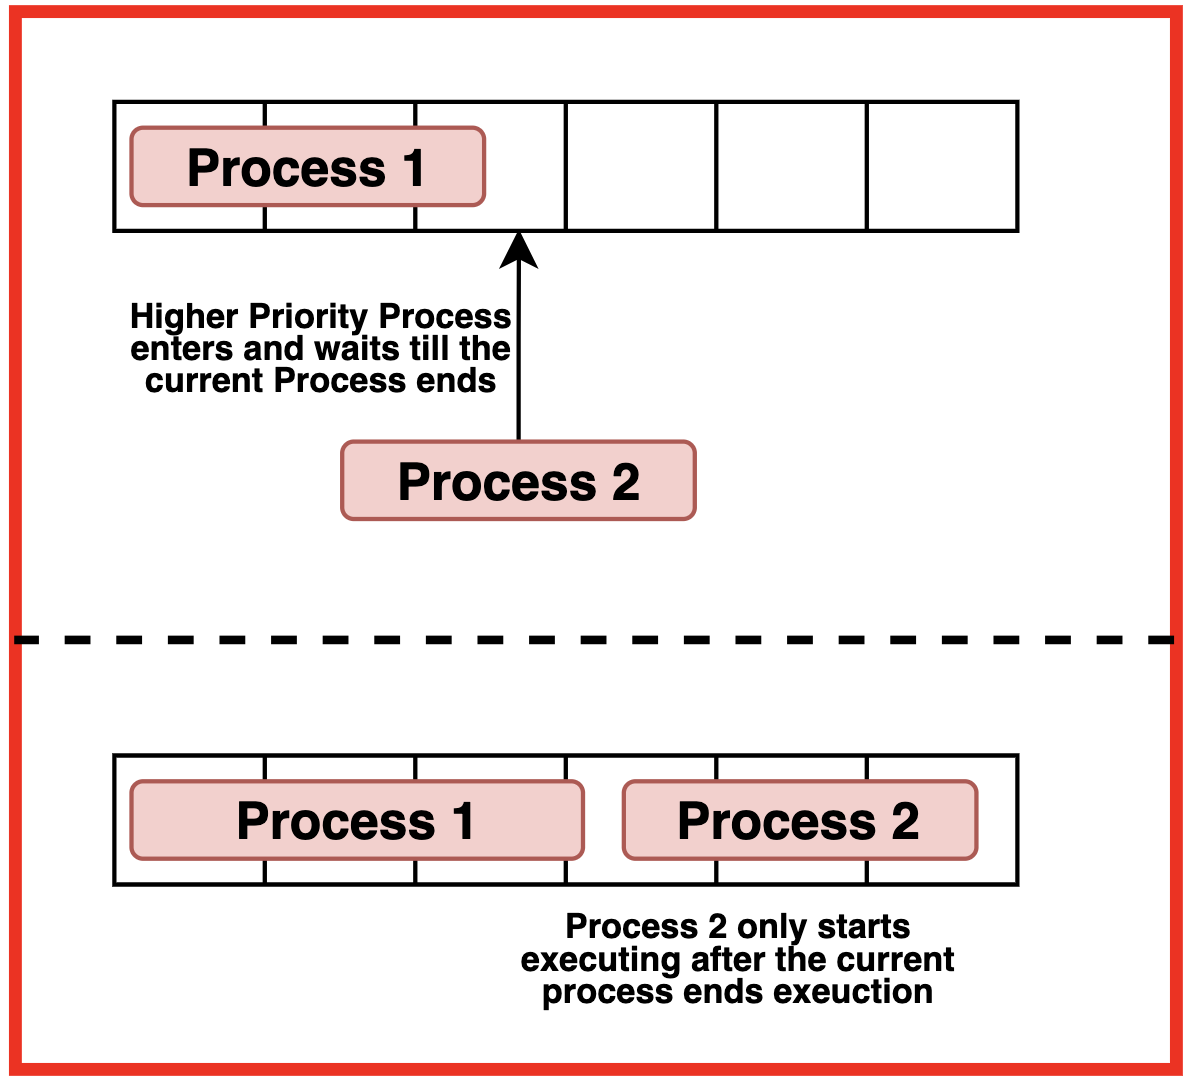 Process 1
Higher Priority Process
enters and waits till the
current Process ends
Process 2
Process 1
Process 2
Process 2 only starts
executing after the current
process ends exeuction